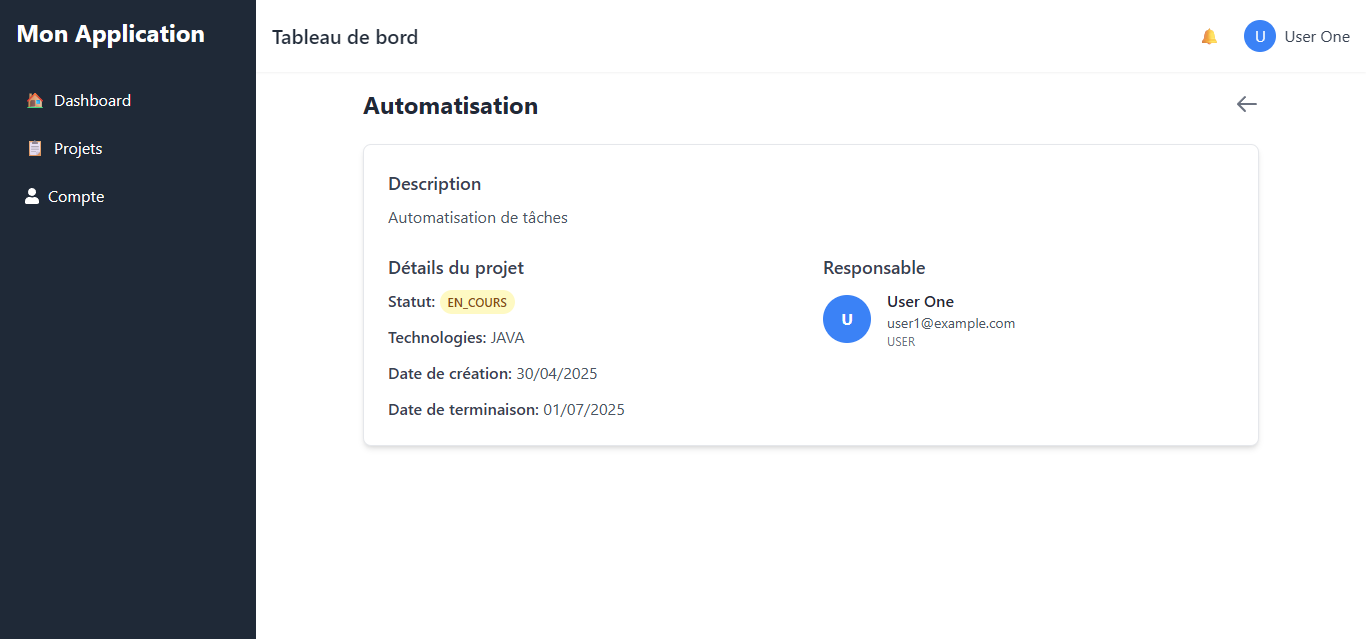 Mon Application
Dashboard
Projets
Compte
Tableau de bord
U User One
Automatisation
Description
Automatisation de tâches
Détails du projet
Statut: EN_COURS
Technologies: JAVA
Date de création: 30/04/2025
Date de terminaison: 01/07/2025
Responsable
U
User One
user1@example.com
USER